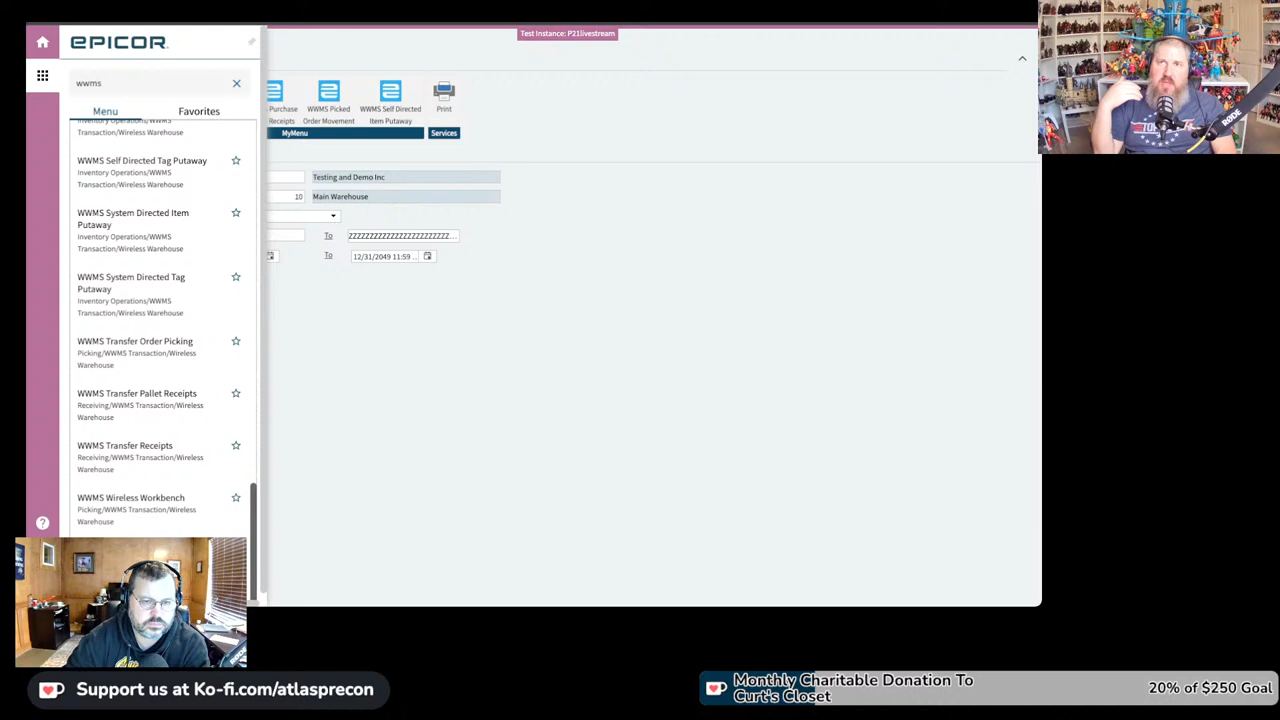 EPICOR
Test Instance: P21livestream
wwms
Menu
Favorites
Inventory Operations/WWMS
Transaction/Wireless Warehouse
WWMS Self Directed Tag Putaway
Inventory Operations/WWMS
Transaction/Wireless Warehouse
WWMS System Directed Item
Putaway
Inventory Operations/WWMS
Transaction/Wireless Warehouse
WWMS System Directed Tag
Putaway
Inventory Operations/WWMS
Transaction/Wireless Warehouse
WWMS Transfer Order Picking
Picking/WWMS Transaction/Wireless
Warehouse
WWMS Transfer Pallet Receipts
Receiving/WWMS Transaction/Wireless
Warehouse
WWMS Transfer Receipts
Receiving/WWMS Transaction/Wireless
Warehouse
WWMS Wireless Workbench
Picking/WWMS Transaction/Wireless
Warehouse
Purchase
Receipts
WWMS Picked
Order Movement
WWMS Self Directed
Item Putaway
Print
MyMenu
Services
Testing and Demo Inc
10
Main Warehouse
To
ZZZZZZZZZZZZZZZZZZZZZZZZ...
To
12/31/2049 11:59 ...
RØDE
Support us at Ko-fi.com/atlasprecon
Monthly Charitable Donation To
Curt's Closet
20% of $250 Goal